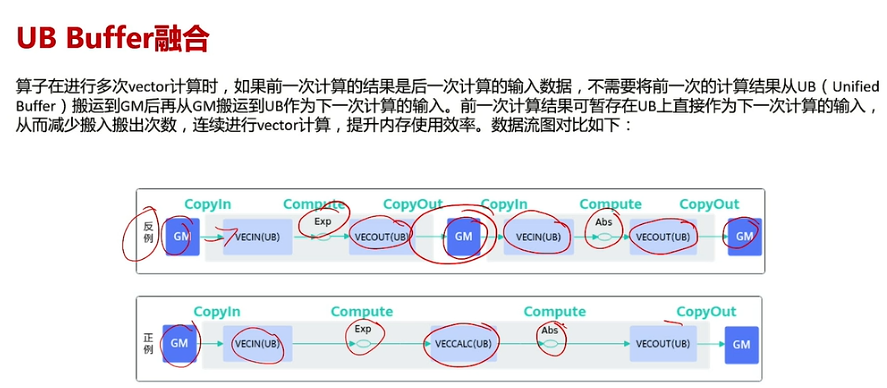 UB Buffer融合
算子在进行多次vector计算时，如果前一次计算的结果是后一次计算的输入数据，不需要将前一次的计算结果从UB（Unified
Buffer）搬运到GM后再从GM搬运到UB作为下一次计算的输入。前一次计算结果可暂存在UB上直接作为下一次计算的输入，
从而减少搬入搬出次数，连续进行vector计算，提升内存使用效率。数据流图对比如下：
CopyIn Compute CopyOut CopyIn Compute CopyOut
反例 GM VECIN(UB) Exp VECOUT(UB) GM VECIN(UB) Abs VECOUT(UB) GM
CopyIn Compute Compute CopyOut
正例 GM VECIN(UB) Exp VECCALC(UB) Abs VECOUT(UB) GM